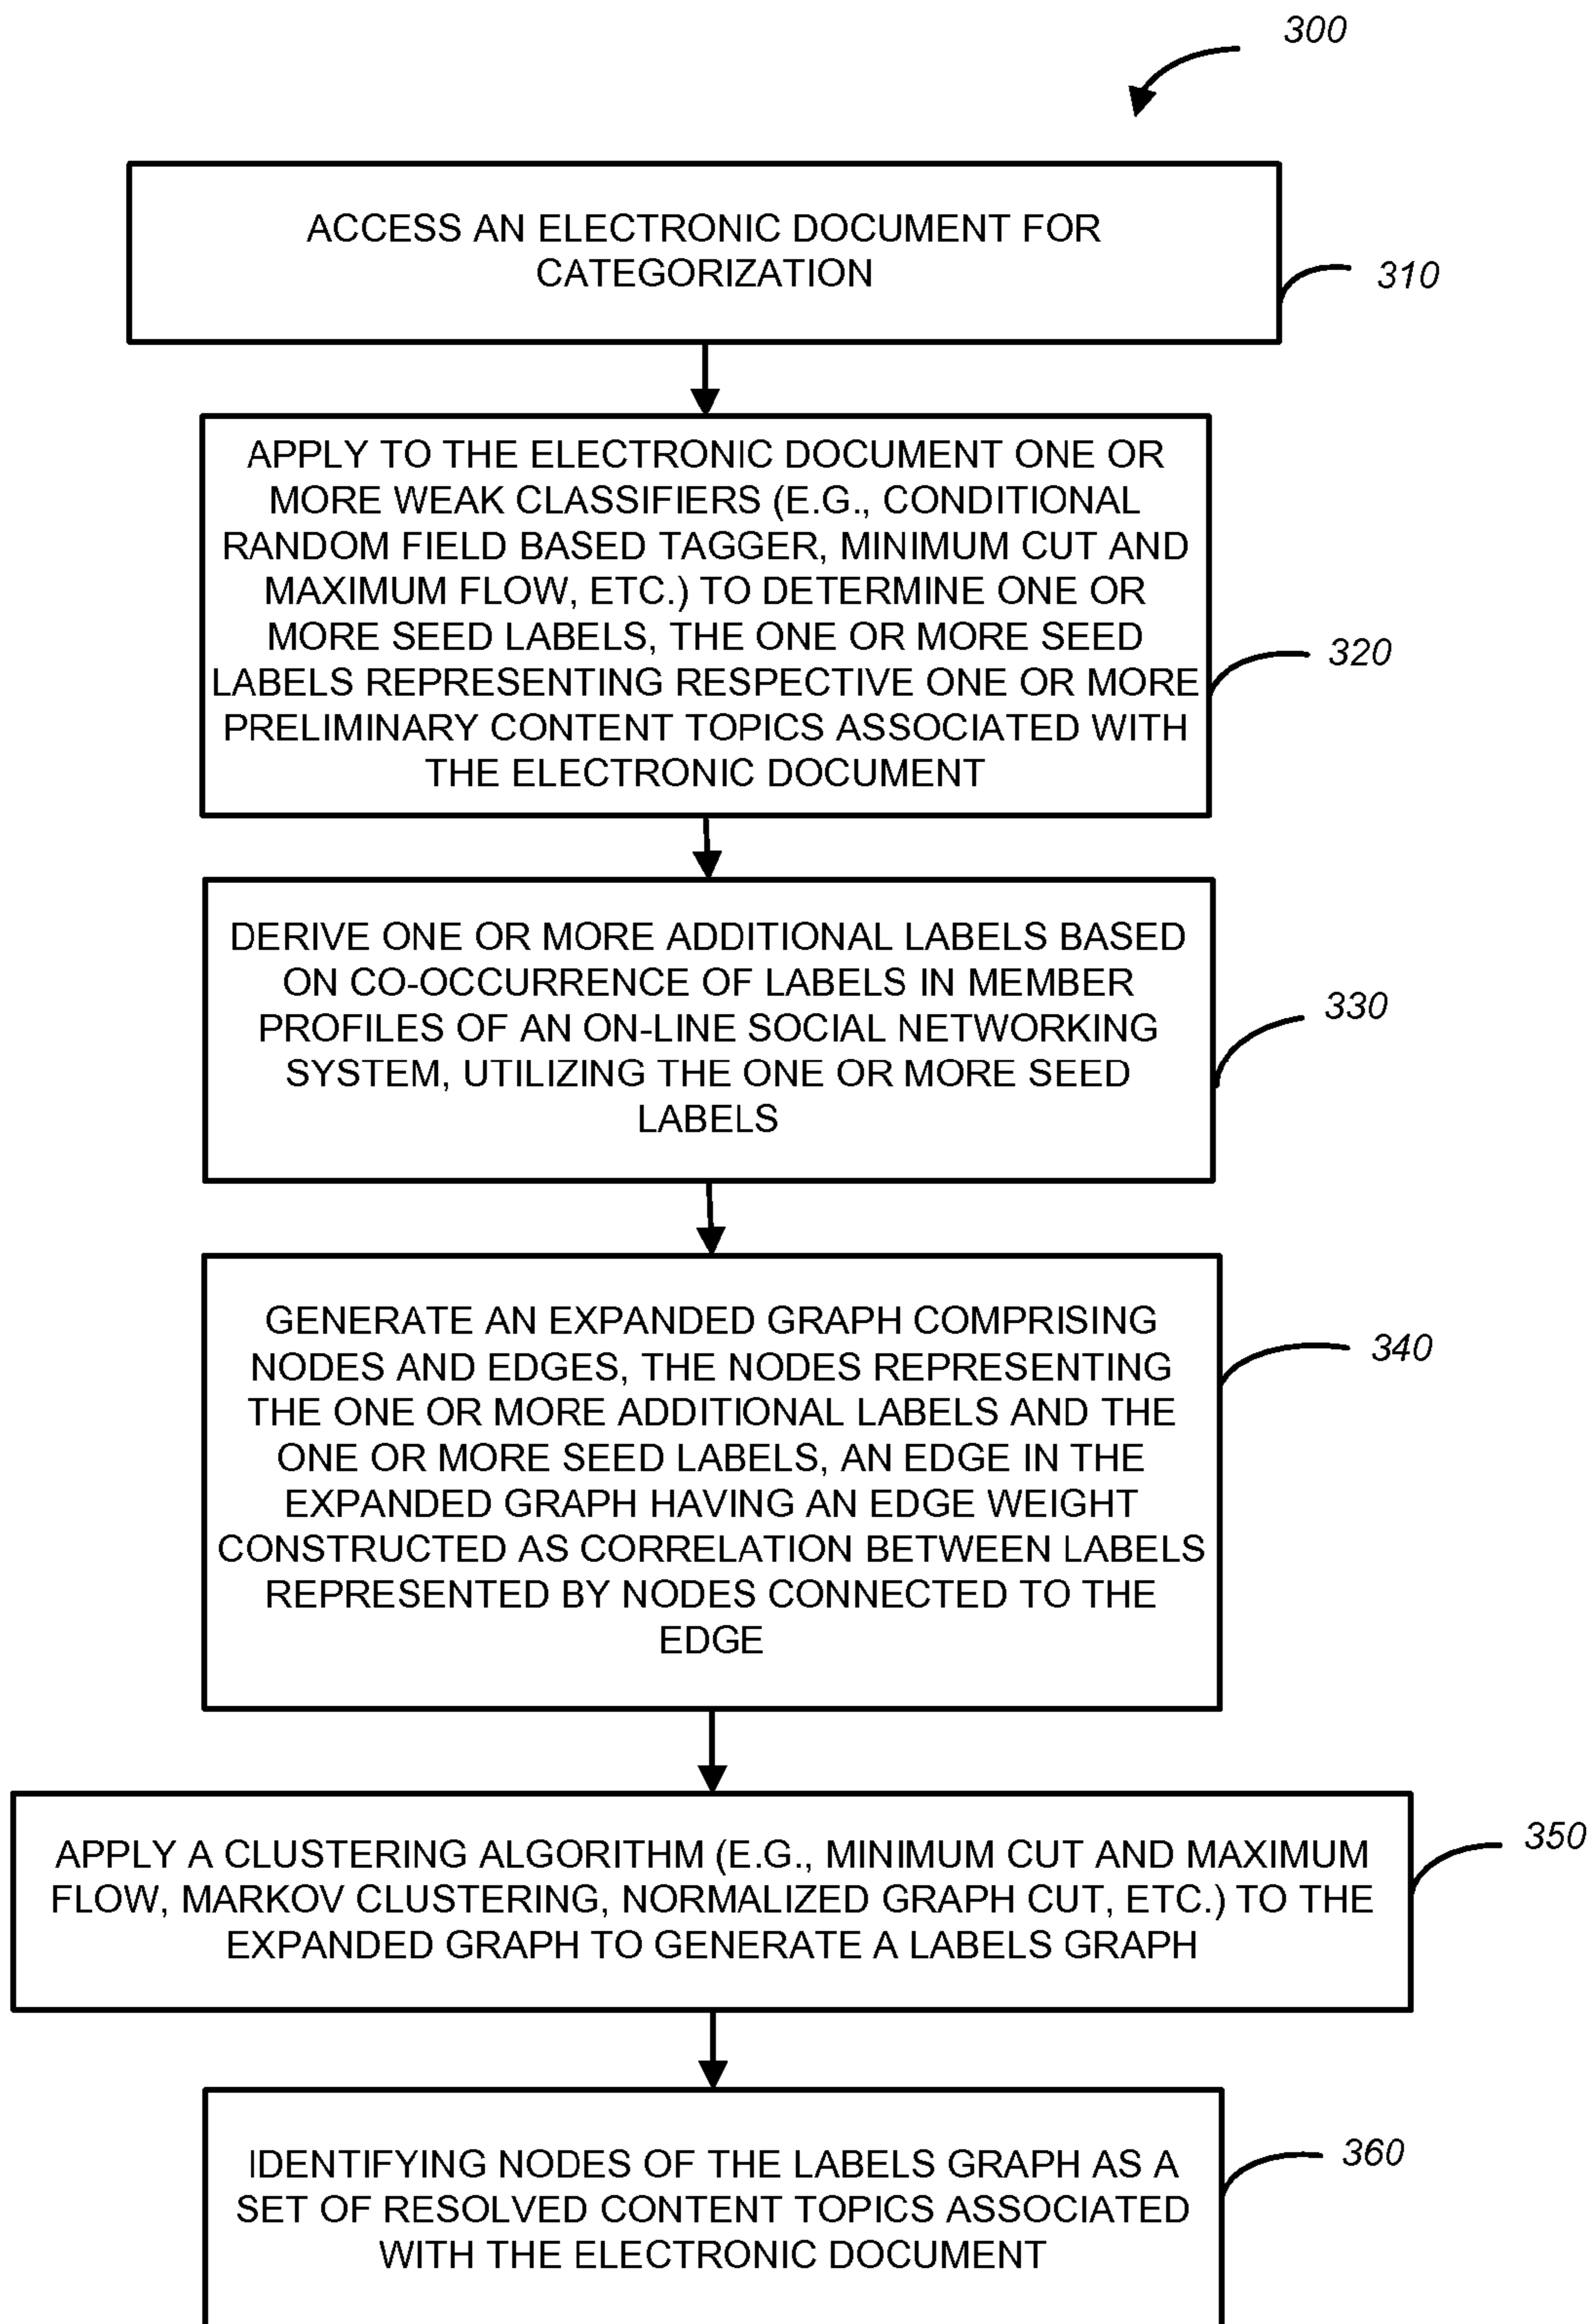 300
ACCESS AN ELECTRONIC DOCUMENT FOR
CATEGORIZATION
310
APPLY TO THE ELECTRONIC DOCUMENT ONE OR
MORE WEAK CLASSIFIERS (E.G., CONDITIONAL
RANDOM FIELD BASED TAGGER, MINIMUM CUT AND
MAXIMUM FLOW, ETC.) TO DETERMINE ONE OR
MORE SEED LABELS, THE ONE OR MORE SEED
LABELS REPRESENTING RESPECTIVE ONE OR MORE
PRELIMINARY CONTENT TOPICS ASSOCIATED WITH
THE ELECTRONIC DOCUMENT
320
DERIVE ONE OR MORE ADDITIONAL LABELS BASED
ON CO-OCCURRENCE OF LABELS IN MEMBER
PROFILES OF AN ON-LINE SOCIAL NETWORKING
SYSTEM, UTILIZING THE ONE OR MORE SEED
LABELS
330
GENERATE AN EXPANDED GRAPH COMPRISING
NODES AND EDGES, THE NODES REPRESENTING
THE ONE OR MORE ADDITIONAL LABELS AND THE
ONE OR MORE SEED LABELS, AN EDGE IN THE
EXPANDED GRAPH HAVING AN EDGE WEIGHT
CONSTRUCTED AS CORRELATION BETWEEN LABELS
REPRESENTED BY NODES CONNECTED TO THE
EDGE
340
APPLY A CLUSTERING ALGORITHM (E.G., MINIMUM CUT AND MAXIMUM
FLOW, MARKOV CLUSTERING, NORMALIZED GRAPH CUT, ETC.) TO THE
EXPANDED GRAPH TO GENERATE A LABELS GRAPH
350
IDENTIFYING NODES OF THE LABELS GRAPH AS A
SET OF RESOLVED CONTENT TOPICS ASSOCIATED
WITH THE ELECTRONIC DOCUMENT
360